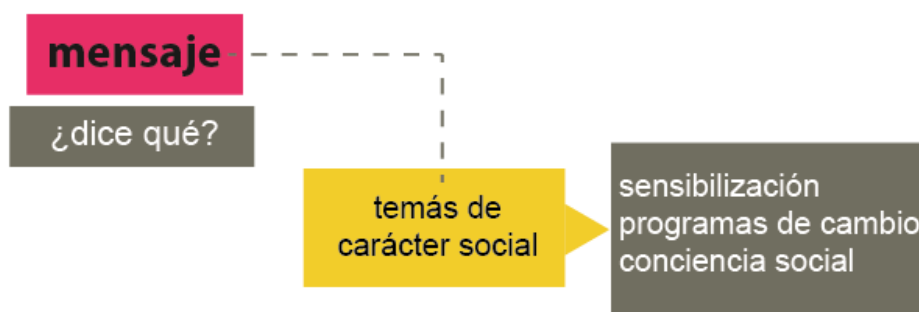 mensaje
¿dice qué?
temás de
carácter social
sensibilización
programas de cambio
conciencia social